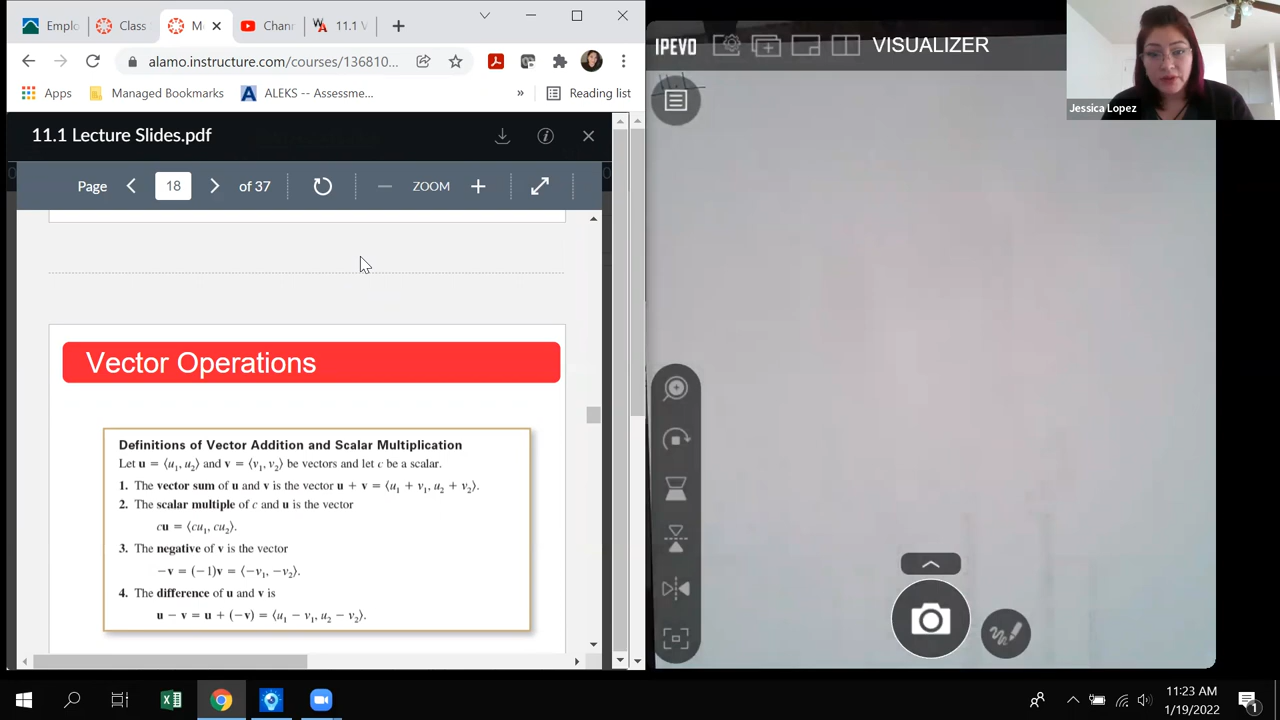 Emplo
Class
M
Chann
11.1 V
alamo.instructure.com/courses/136810...
Apps
Managed Bookmarks
ALEKS -- Assessme...
»
Reading list
11.1 Lecture Slides.pdf
Page
18
of 37
ZOOM
Vector Operations
Definitions of Vector Addition and Scalar Multiplication
Let u = ⟨u₁, u₂⟩ and v = ⟨v₁, v₂⟩ be vectors and let c be a scalar.
1. The vector sum of u and v is the vector u + v = ⟨u₁ + v₁, u₂ + v₂⟩.
2. The scalar multiple of c and u is the vector
cu = ⟨cu₁, cu₂⟩.
3. The negative of v is the vector
−v = (−1)v = ⟨−v₁, −v₂⟩.
4. The difference of u and v is
u − v = u + (−v) = ⟨u₁ − v₁, u₂ − v₂⟩.
IPEVO
VISUALIZER
Jessica Lopez
11:23 AM
1/19/2022
1